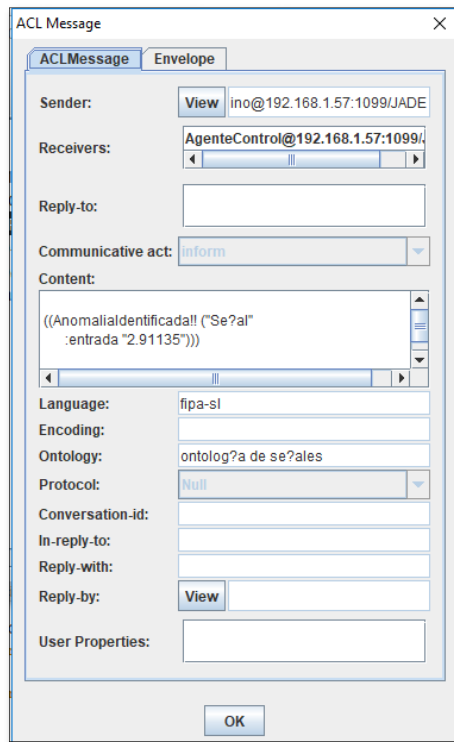 ACL Message
ACLMessage Envelope
Sender: View ino@192.168.1.57:1099/JADE
Receivers: AgenteControl@192.168.1.57:1099/
Reply-to:
Communicative act: inform
Content:
((AnomaliaIdentificada!! ("Se?al"
:entrada "2.91135")))
Language: fipa-sl
Encoding:
Ontology: ontolog?a de se?ales
Protocol: Null
Conversation-id:
In-reply-to:
Reply-with:
Reply-by: View
User Properties:
OK